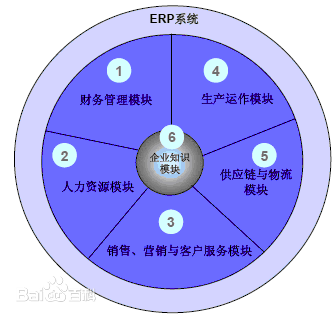 ERP系统
1
财务管理模块
4
生产运作模块
2
人力资源模块
6
企业知识
模块
5
供应链与物流
模块
3
销售、营销与客户服务模块
Bai百科